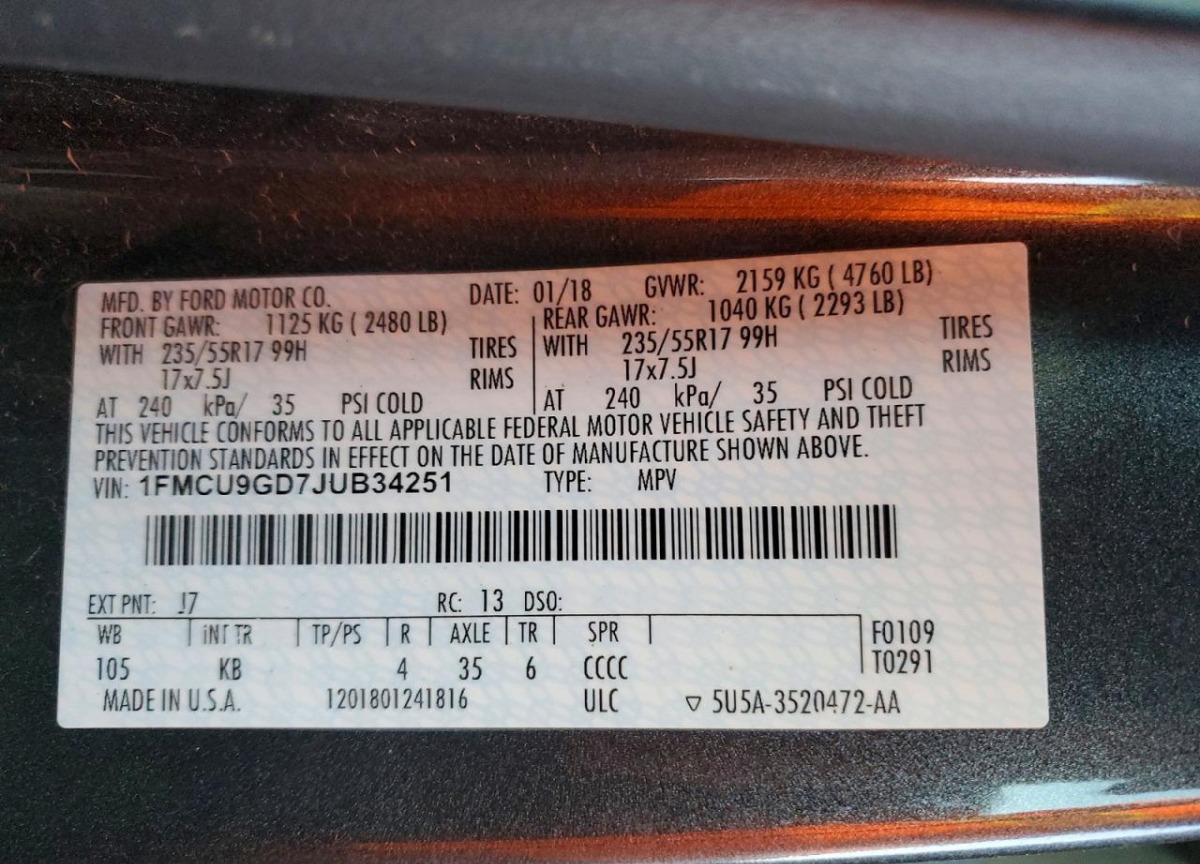 MFD. BY FORD MOTOR CO. DATE: 01/18 GVWR: 2159 KG ( 4760 LB)
FRONT GAWR: 1125 KG ( 2480 LB) REAR GAWR: 1040 KG ( 2293 LB)
WITH 235/55R17 99H TIRES WITH 235/55R17 99H TIRES
17x7.5J RIMS 17x7.5J RIMS
AT 240 kPa/ 35 PSI COLD AT 240 kPa/ 35 PSI COLD
THIS VEHICLE CONFORMS TO ALL APPLICABLE FEDERAL MOTOR VEHICLE SAFETY AND THEFT
PREVENTION STANDARDS IN EFFECT ON THE DATE OF MANUFACTURE SHOWN ABOVE.
VIN: 1FMCU9GD7JUB34251 TYPE: MPV
EXT PNT: J7 RC: 13 DSO:
WB INT TR TP/PS R AXLE TR SPR F0109
105 KB 4 35 6 CCCC T0291
MADE IN U.S.A. 1201801241816 ULC ▽ 5U5A-3520472-AA